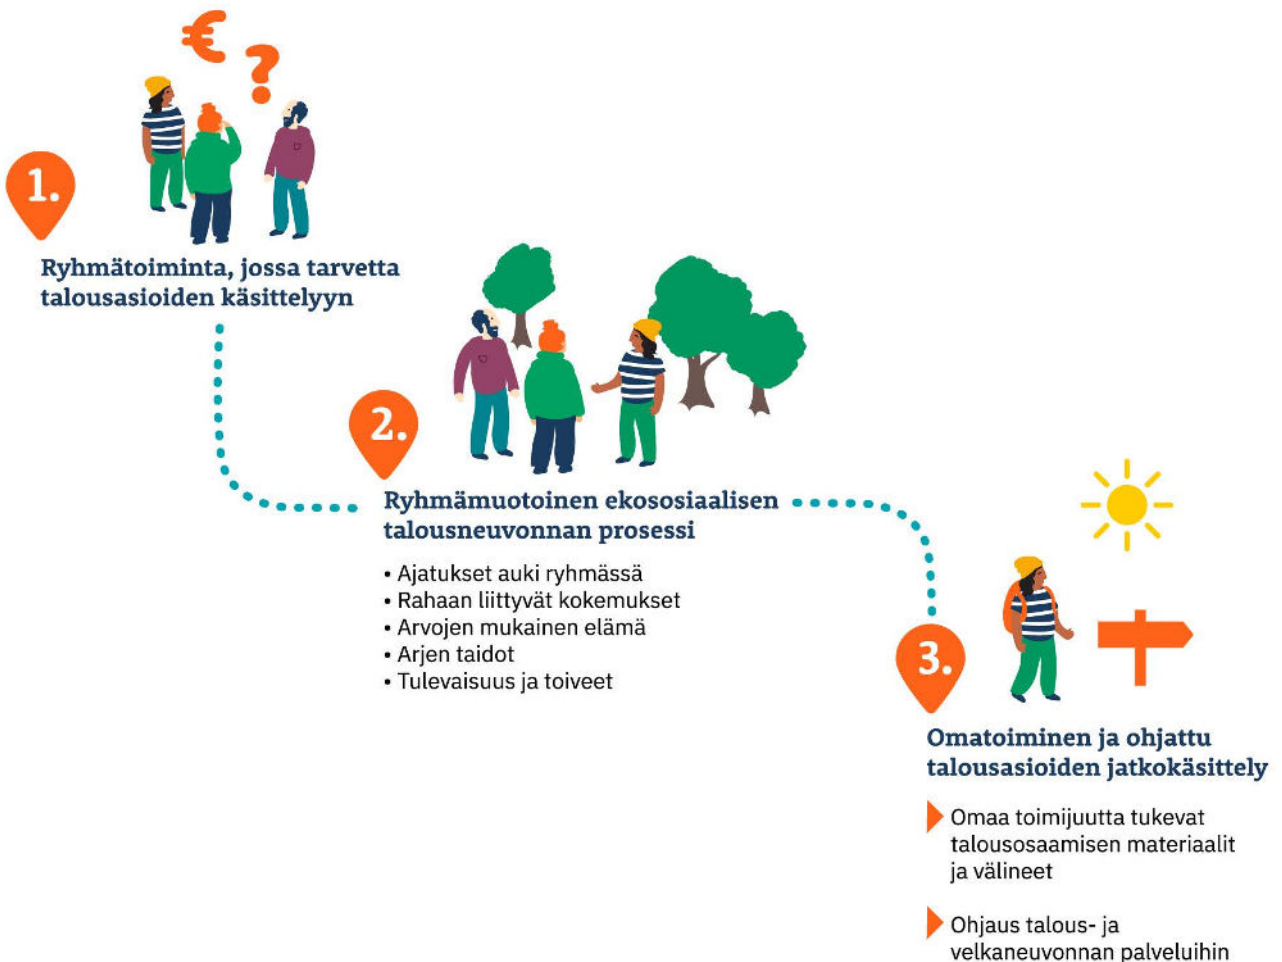 € ?
1.
Ryhmätoiminta, jossa tarvetta
talousasioiden käsittelyyn
2.
Ryhmämuotoinen ekososiaalisen
talousneuvonnan prosessi
• Ajatukset auki ryhmässä
• Rahaan liittyvät kokemukset
• Arvojen mukainen elämä
• Arjen taidot
• Tulevaisuus ja toiveet
3.
Omatoiminen ja ohjattu
talousasioiden jatkokäsittely
Omaa toimijuutta tukevat
talousosaamisen materiaalit
ja välineet
Ohjaus talous- ja
velkaneuvonnan palveluihin